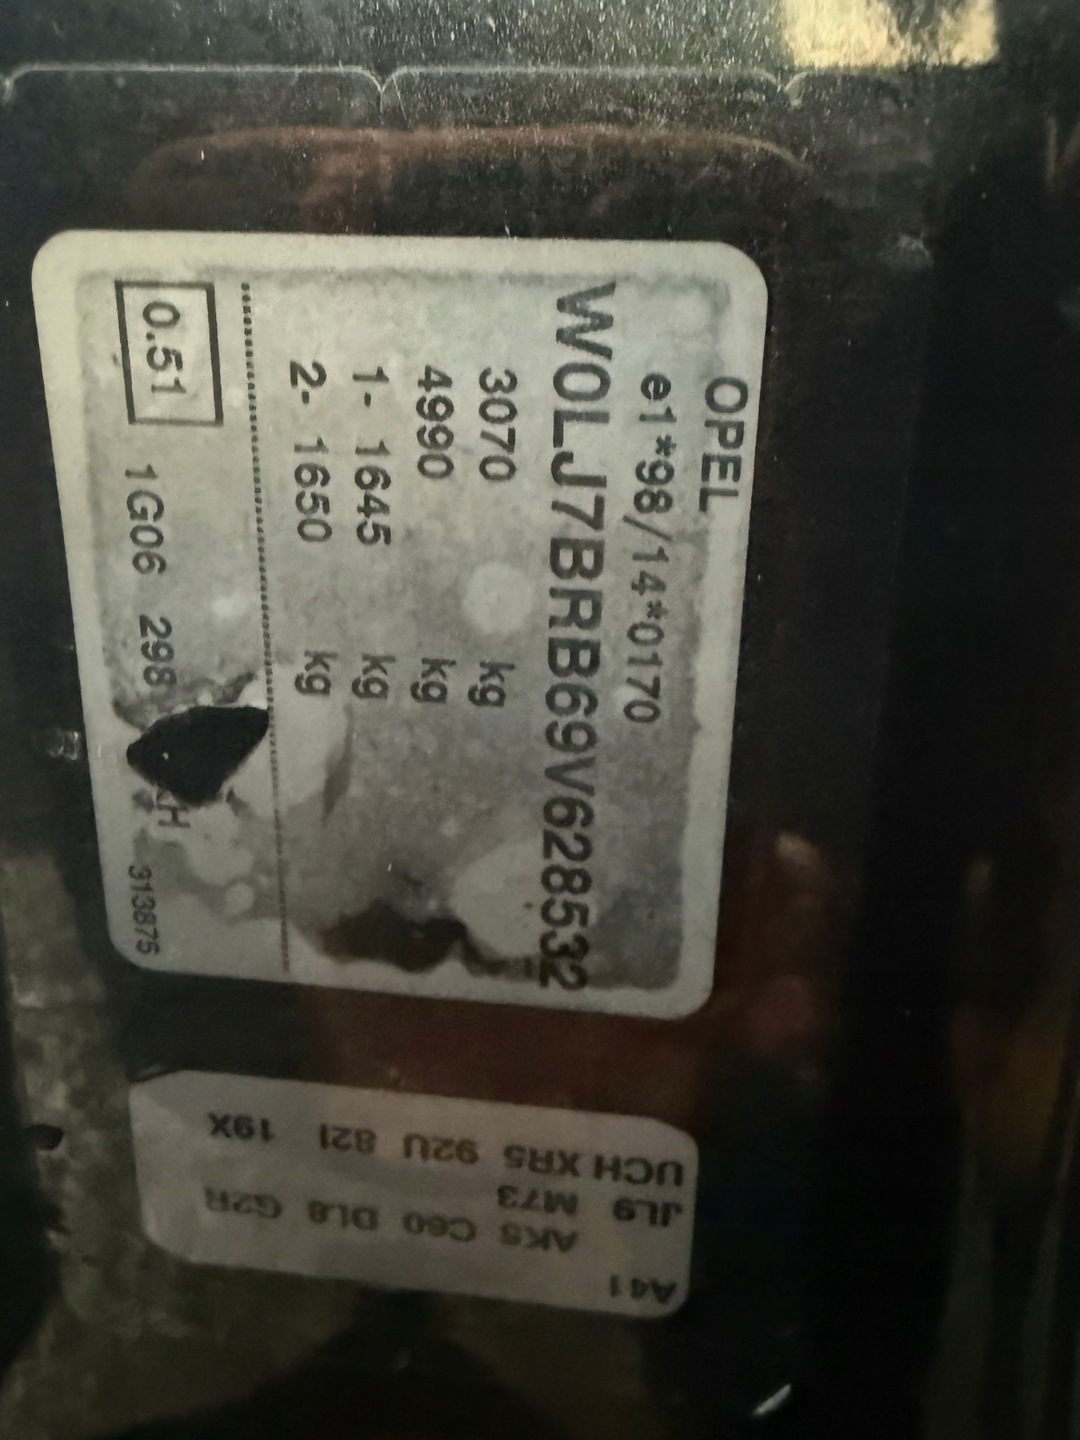 OPEL
e1*98/14*0170
W0LJ7BRB69V628532
3070 kg
4990 kg
1- 1645 kg
2- 1650 kg
0.51 1G06 298
313875
A41
AK5 C60 DL8 G2R
JL9 M73
UCH XR5 92U 82I 19X